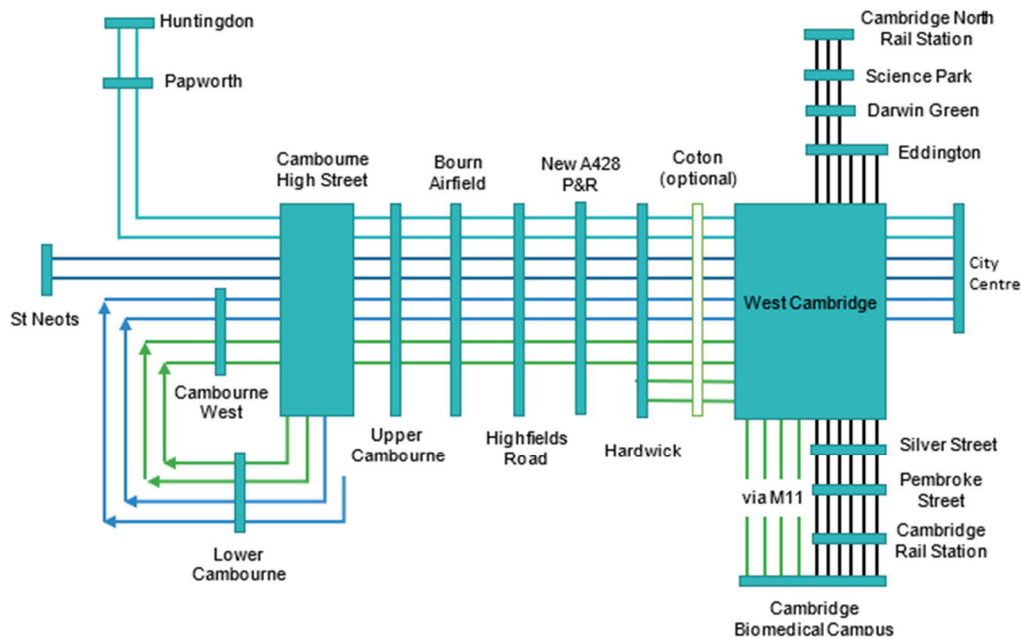 Huntingdon
Papworth
Cambourne
High Street
Bourn
Airfield
New A428
P&R
Coton
(optional)
Cambridge North
Rail Station
Science Park
Darwin Green
Eddington
St Neots
West Cambridge
City
Centre
Cambourne
West
Upper
Cambourne
Highfields
Road
Hardwick
Lower
Cambourne
Silver Street
via M11
Pembroke
Street
Cambridge
Rail Station
Cambridge
Biomedical Campus